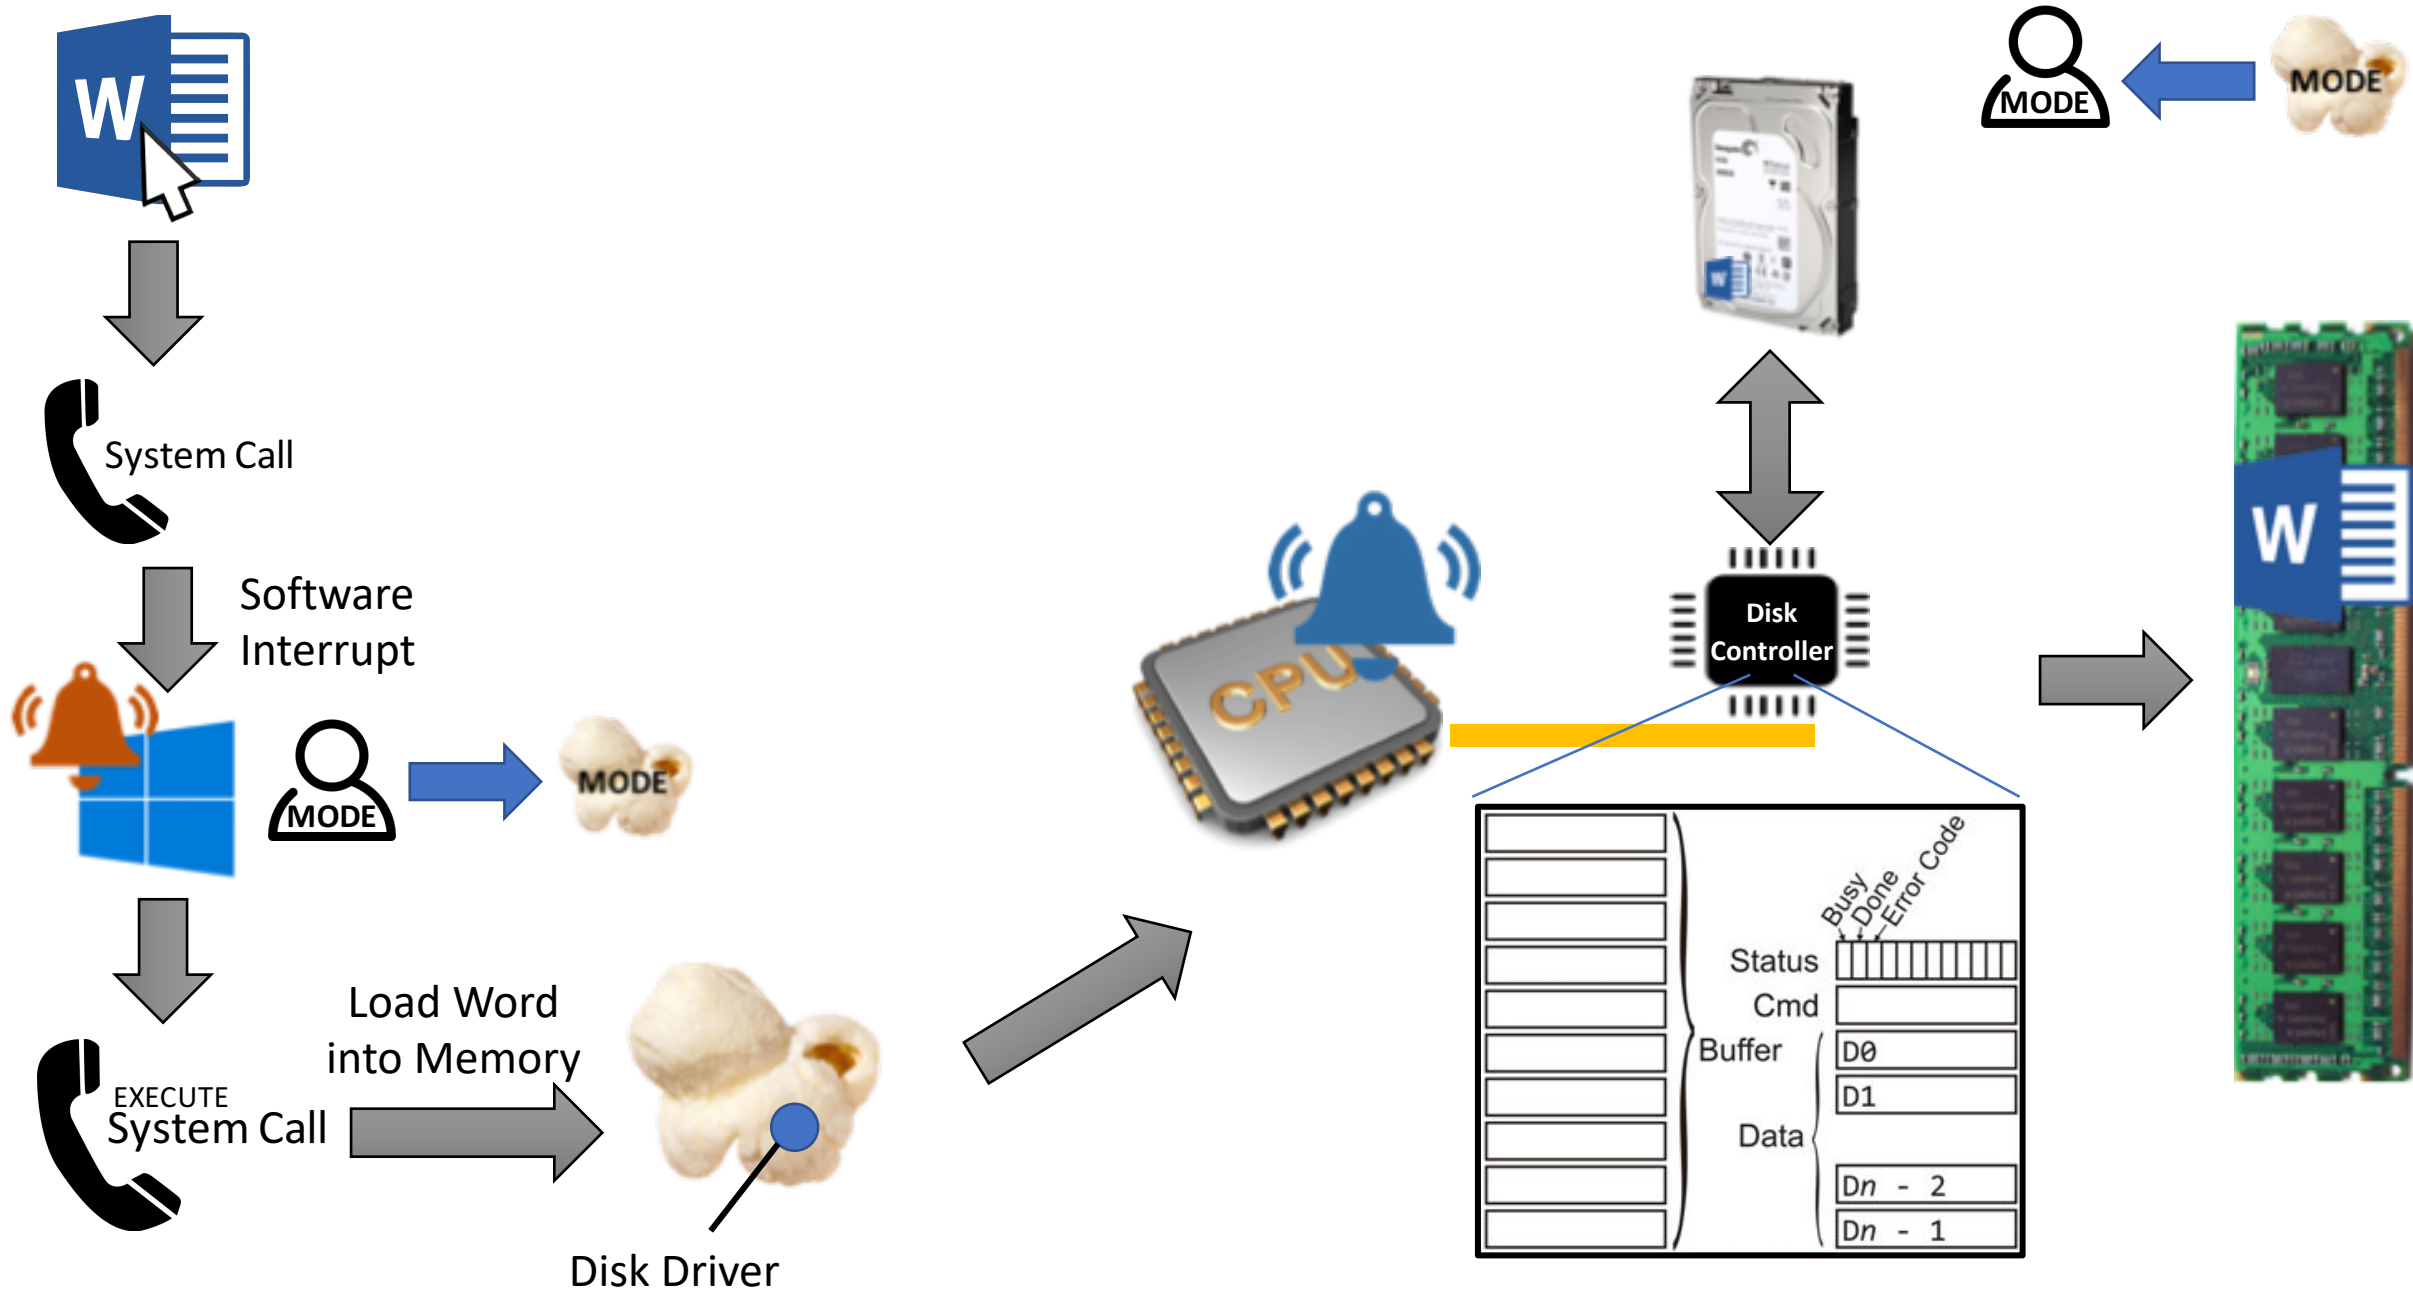 W
System Call
Software
Interrupt
MODE
MODE
EXECUTE
System Call
Load Word
into Memory
Disk Driver
CPU
W
Disk
Controller
Busy
Done
Error Code
Status
Cmd
Buffer
D0
D1
Data
Dn - 2
Dn - 1
MODE
MODE
W